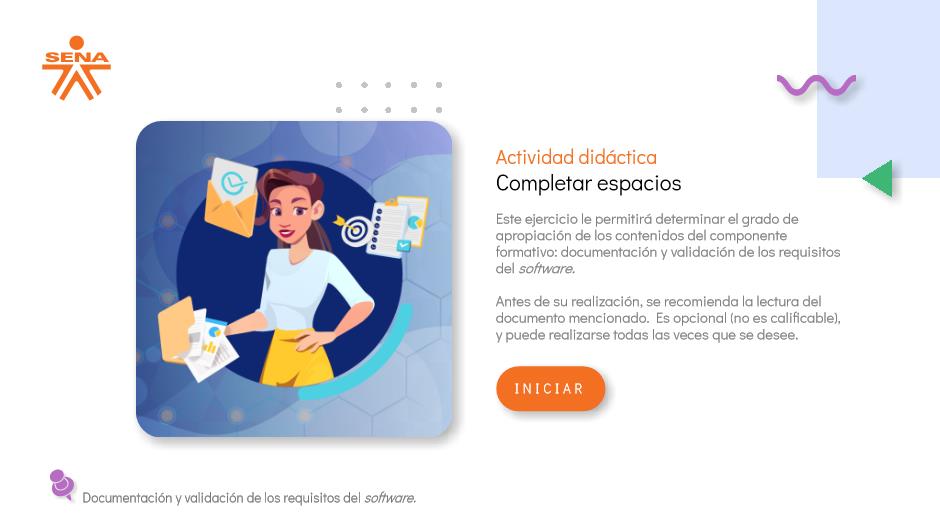 SENA
Actividad didáctica
Completar espacios
Este ejercicio le permitirá determinar el grado de
apropiación de los contenidos del componente
formativo: documentación y validación de los requisitos
del software.
Antes de su realización, se recomienda la lectura del
documento mencionado. Es opcional (no es calificable),
y puede realizarse todas las veces que se desee.
INICIAR
Documentación y validación de los requisitos del software.